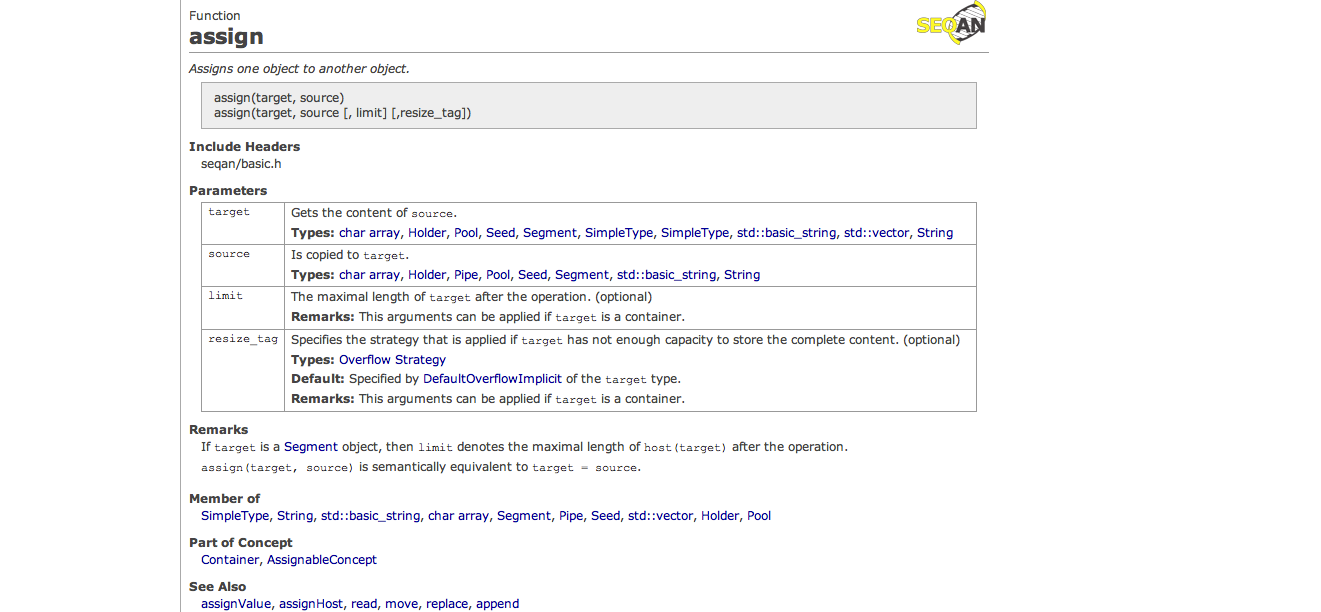 Function
SEQAN
assign
Assigns one object to another object.
assign(target, source)
assign(target, source [, limit] [,resize_tag])
Include Headers
seqan/basic.h
Parameters
target
Gets the content of source.
Types: char array, Holder, Pool, Seed, Segment, SimpleType, SimpleType, std::basic_string, std::vector, String
source
Is copied to target.
Types: char array, Holder, Pipe, Pool, Seed, Segment, std::basic_string, String
limit
The maximal length of target after the operation. (optional)
Remarks: This arguments can be applied if target is a container.
resize_tag
Specifies the strategy that is applied if target has not enough capacity to store the complete content. (optional)
Types: Overflow Strategy
Default: Specified by DefaultOverflowImplicit of the target type.
Remarks: This arguments can be applied if target is a container.
Remarks
If target is a Segment object, then limit denotes the maximal length of host(target) after the operation.
assign(target, source) is semantically equivalent to target = source.
Member of
SimpleType, String, std::basic_string, char array, Segment, Pipe, Seed, std::vector, Holder, Pool
Part of Concept
Container, AssignableConcept
See Also
assignValue, assignHost, read, move, replace, append